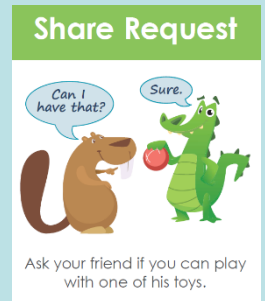 Share Request
Can I
have that?
Sure.
Ask your friend if you can play
with one of his toys.